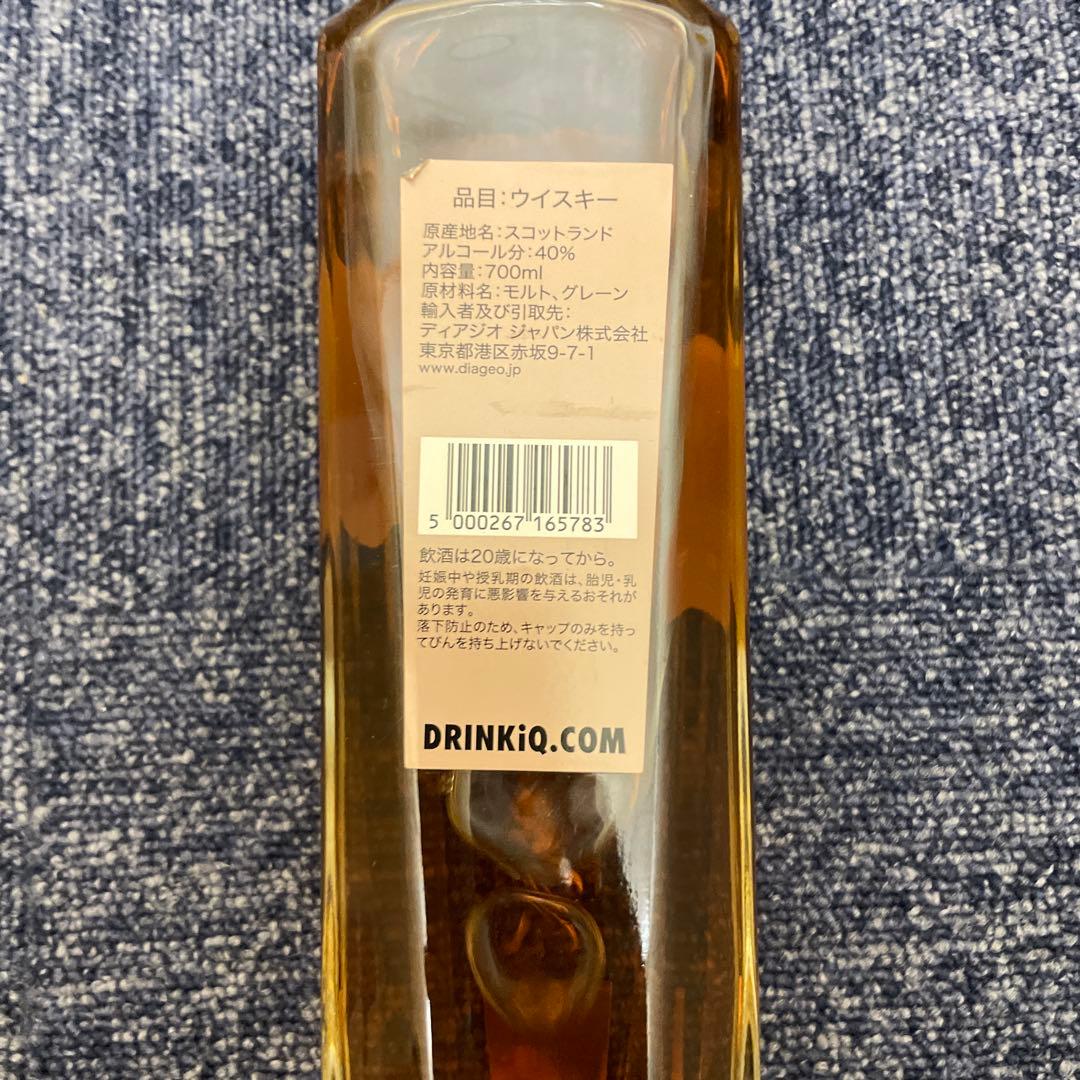 品目:ウイスキー
原産地名:スコットランド
アルコール分:40%
内容量:700ml
原材料名:モルト、グレーン
輸入者及び引取先:
ディアジオ ジャパン株式会社
東京都港区赤坂9-7-1
www.diageo.jp
5 000267 165783
飲酒は20歳になってから。
妊娠中や授乳期の飲酒は、胎児・乳
児の発育に悪影響を与えるおそれが
あります。
落下防止のため、キャップのみを持っ
てびんを持ち上げないでください。
DRINKiQ.COM